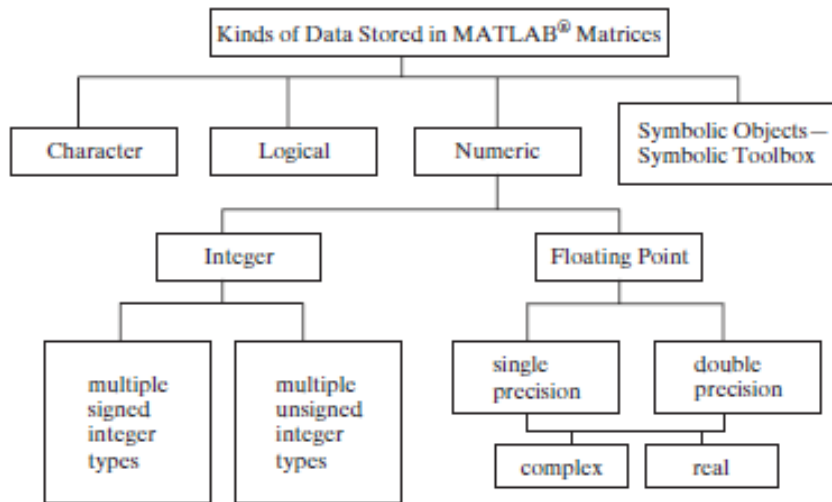 Kinds of Data Stored in MATLAB® Matrices
Character
Logical
Numeric
Symbolic Objects—
Symbolic Toolbox
Integer
Floating Point
multiple
signed
integer
types
multiple
unsigned
integer
types
single
precision
double
precision
complex
real